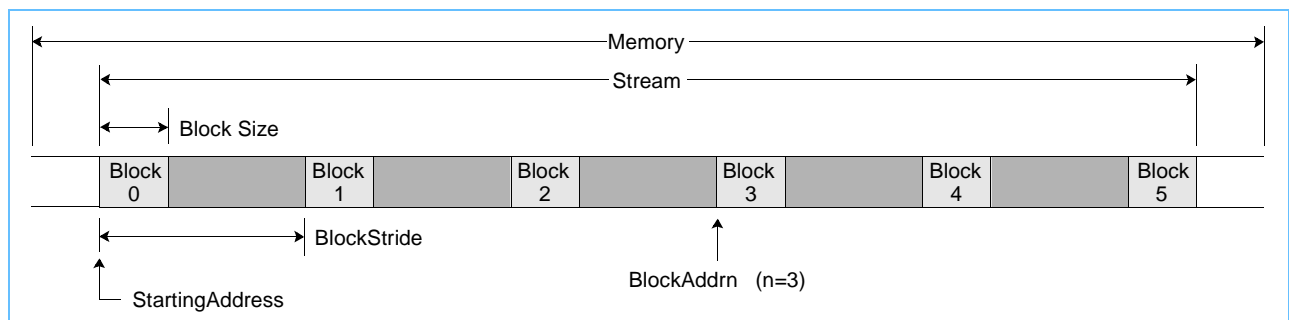 Memory
Stream
Block Size
Block
0
Block
1
Block
2
Block
3
Block
4
Block
5
BlockStride
BlockAddrn (n=3)
StartingAddress